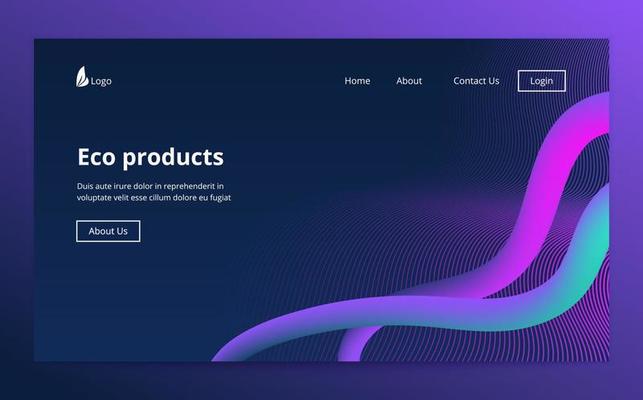 Logo
Home
About
Contact Us
Login
Eco products
Duis aute irure dolor in reprehenderit in
voluptate velit esse cillum dolore eu fugiat
About Us